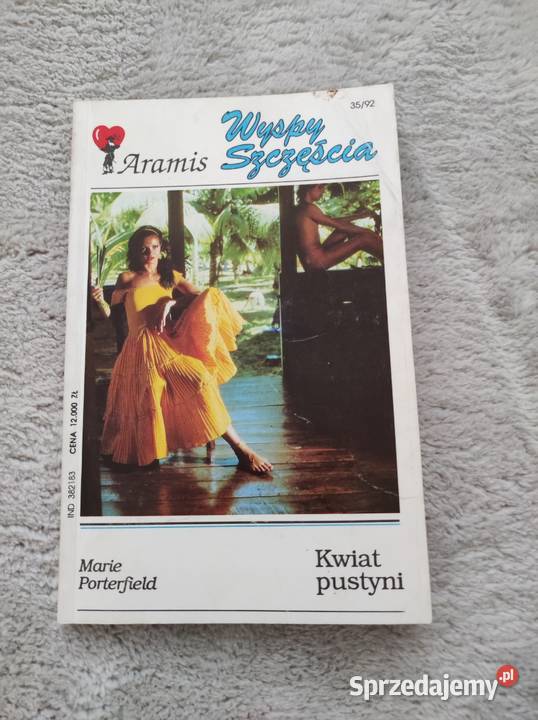 35/92
Aramis
Wyspy
Szczęścia
IND 382183 CENA 12.000 ZŁ
Marie
Porterfield
Kwiat
pustyni
Sprzedajemy.pl